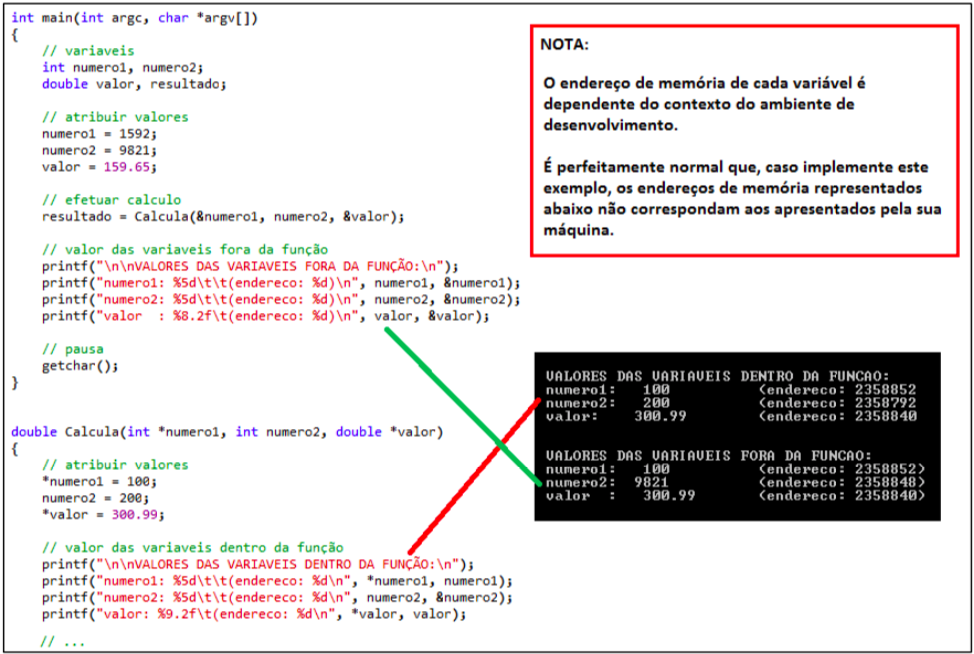 int main(int argc, char *argv[])
{
// variaveis
int numero1, numero2;
double valor, resultado;
// atribuir valores
numero1 = 1592;
numero2 = 9821;
valor = 159.65;
// efetuar calculo
resultado = Calcula(&numero1, numero2, &valor);
// valor das variaveis fora da função
printf("\n\nVALORES DAS VARIAVEIS FORA DA FUNÇÃO:\n");
printf("numero1: %5d\t\t(endereco: %d)\n", numero1, &numero1);
printf("numero2: %5d\t\t(endereco: %d)\n", numero2, &numero2);
printf("valor  : %8.2f\t(endereco: %d)\n", valor, &valor);
// pausa
getchar();
}
double Calcula(int *numero1, int numero2, double *valor)
{
// atribuir valores
*numero1 = 100;
numero2 = 200;
*valor = 300.99;
// valor das variaveis dentro da função
printf("\n\nVALORES DAS VARIAVEIS DENTRO DA FUNÇÃO:\n");
printf("numero1: %5d\t\t(endereco: %d\n", *numero1, numero1);
printf("numero2: %5d\t\t(endereco: %d\n", numero2, &numero2);
printf("valor: %9.2f\t(endereco: %d\n", *valor, valor);
// ...
NOTA:
O endereço de memória de cada variável é
dependente do contexto do ambiente de
desenvolvimento.
É perfeitamente normal que, caso implemente este
exemplo, os endereços de memória representados
abaixo não correspondam aos apresentados pela sua
máquina.
VALORES DAS VARIAVEIS DENTRO DA FUNCAO:
numero1:   100   (endereco: 2358852
numero2:   200   (endereco: 2358792
valor:    300.99   (endereco: 2358840
VALORES DAS VARIAVEIS FORA DA FUNCAO:
numero1:   100   (endereco: 2358852)
numero2:  9821   (endereco: 2358848)
valor  :   300.99   (endereco: 2358840)